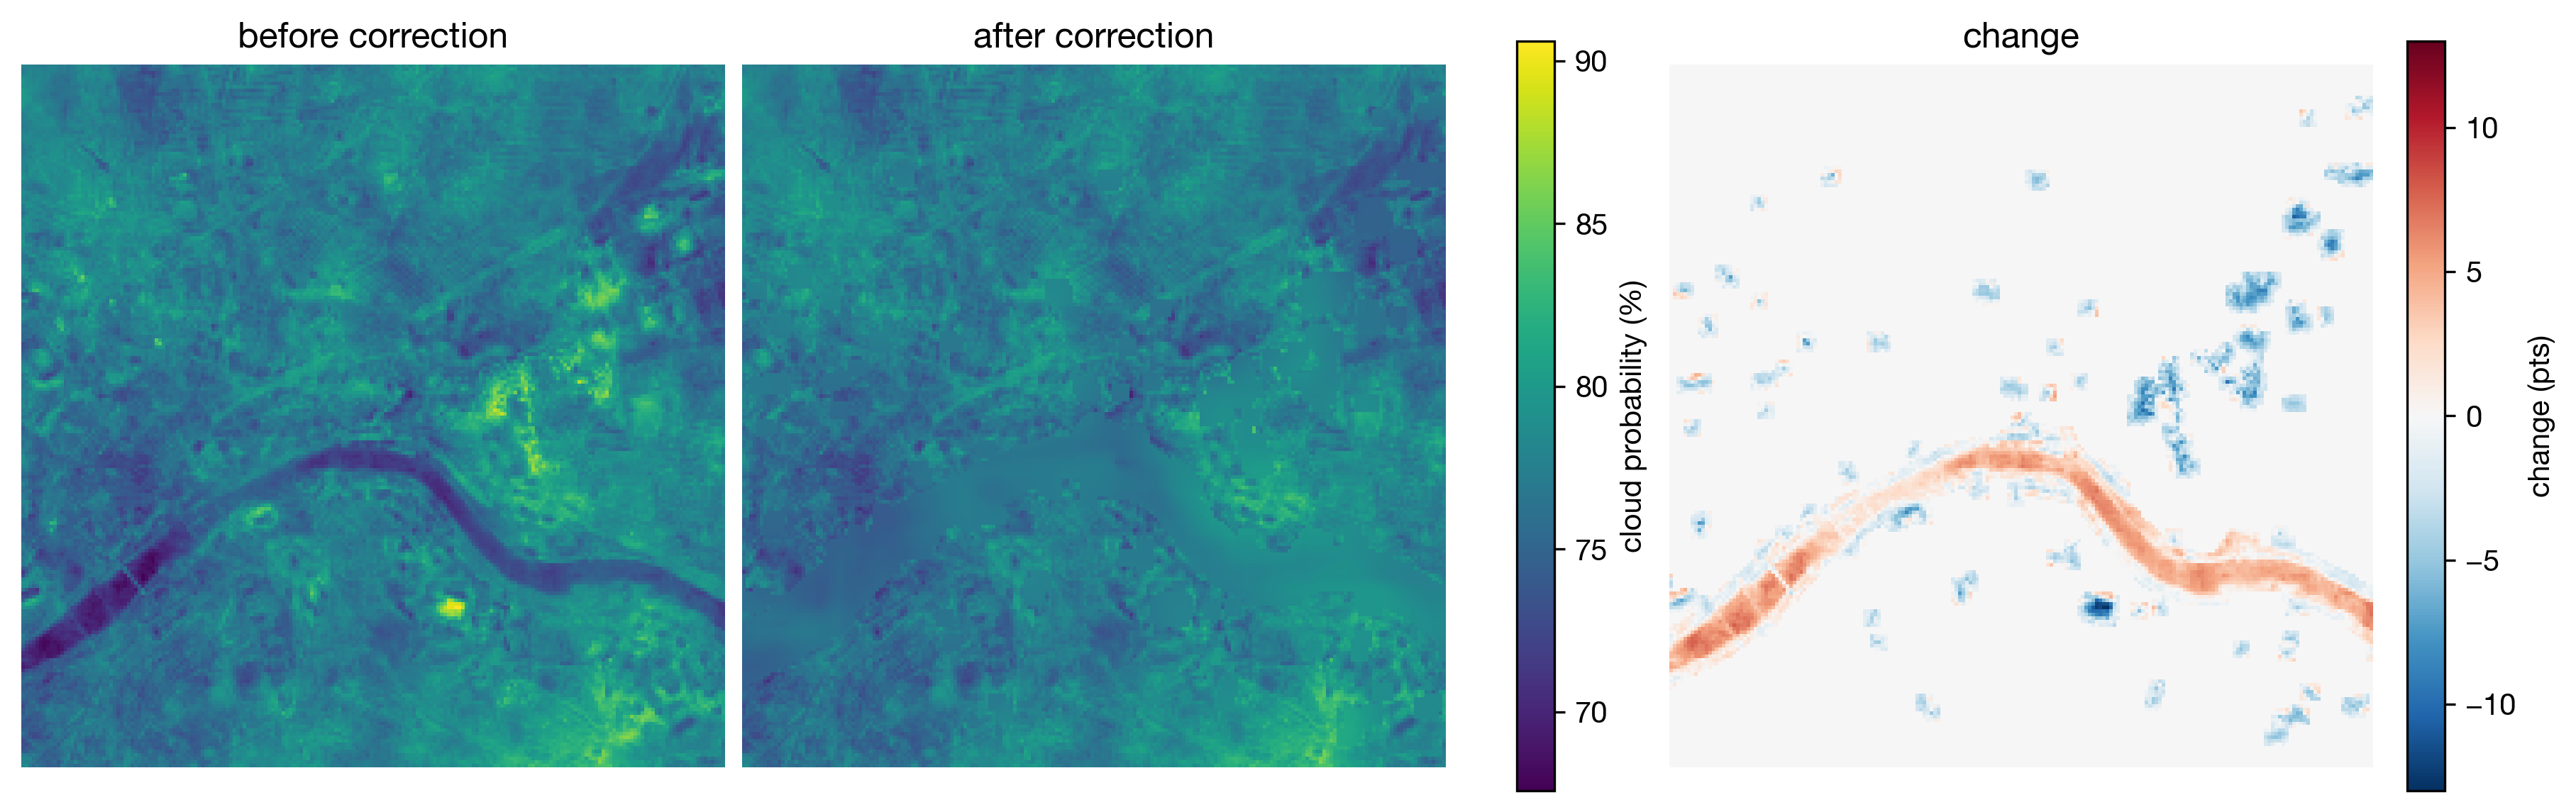 before correction
after correction
change
90
85
80
75
70
cloud probability (%)
10
5
0
−5
−10
change (pts)